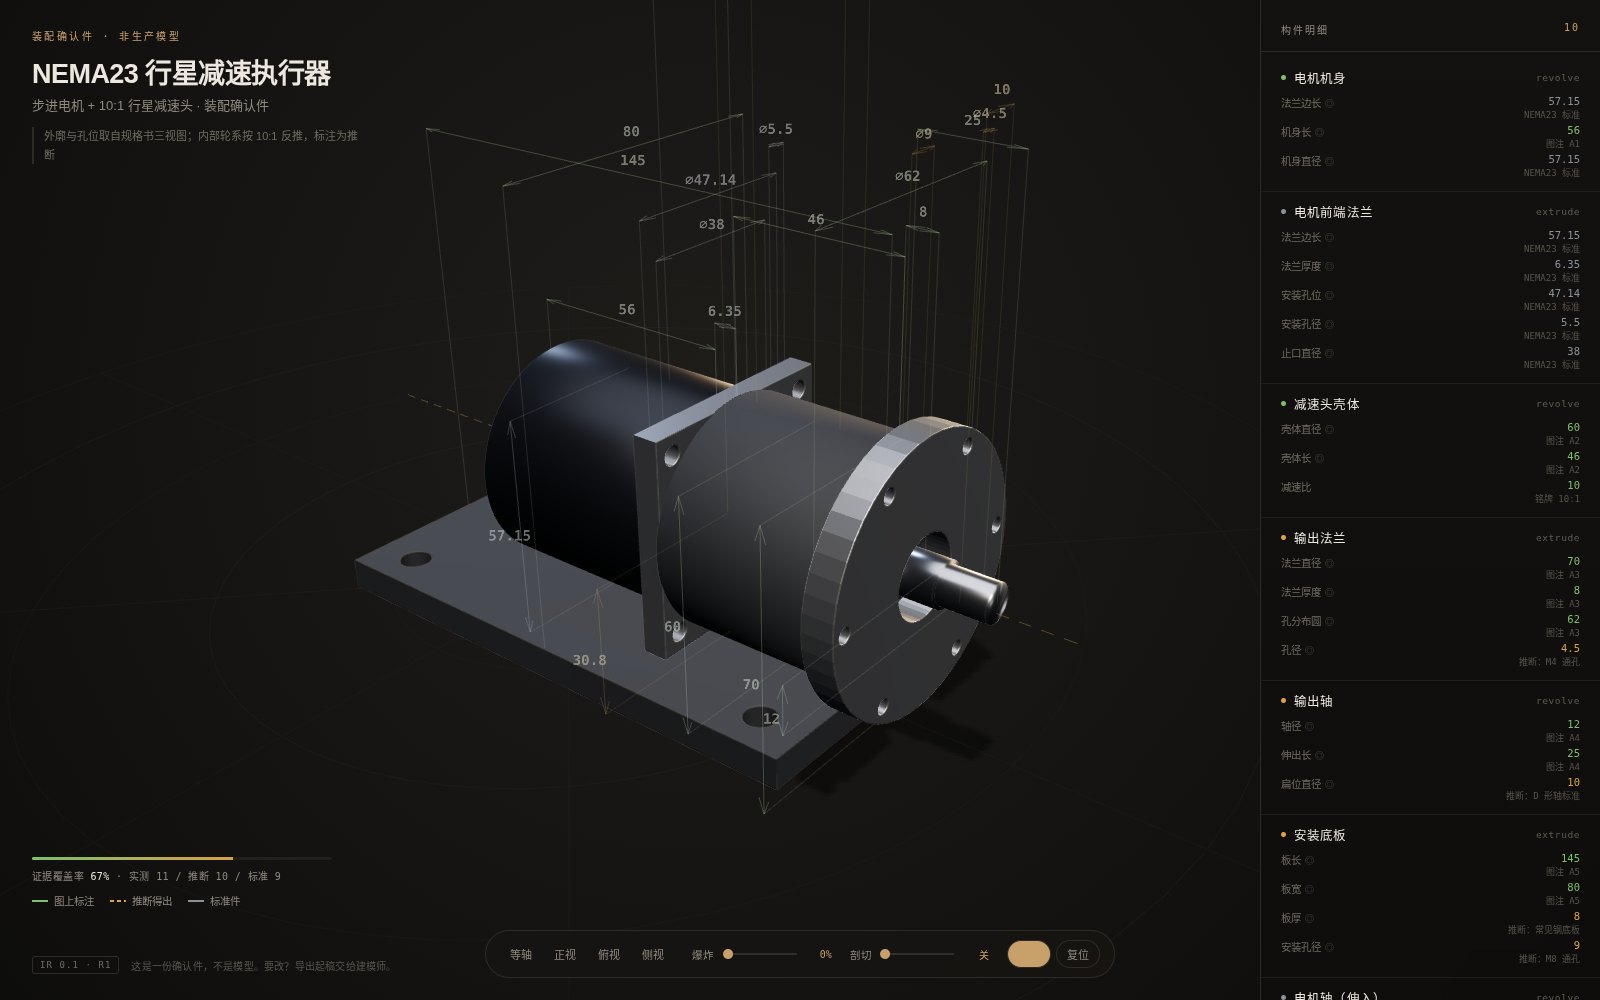 装配确认件 · 非生产模型
NEMA23 行星减速执行器
步进电机 + 10:1 行星减速头 · 装配确认件
外廓与孔位取自规格书三视图; 内部轮系按 10:1 反推, 标注为推
断
10
⌀4.5
25
⌀9
80
⌀5.5
145
⌀47.14
⌀62
46
8
⌀38
56
6.35
57.15
60
30.8
70
12
证据覆盖率 67% · 实测 11 / 推断 10 / 标准 9
图上标注 推断得出 标准件
IR 0.1 · R1 这是一份确认件, 不是模型。要改? 导出起稿交给建模师。
等轴 正视 俯视 侧视 爆炸 0% 剖切 关 复位
构件明细 10
电机机身 revolve
法兰边长 57.15
NEMA23 标准
机身长 56
图注 A1
机身直径 57.15
NEMA23 标准
电机前端法兰 extrude
法兰边长 57.15
NEMA23 标准
法兰厚度 6.35
NEMA23 标准
安装孔位 47.14
NEMA23 标准
安装孔径 5.5
NEMA23 标准
止口直径 38
NEMA23 标准
减速头壳体 revolve
壳体直径 60
图注 A2
壳体长 46
图注 A2
减速比 10
铭牌 10:1
输出法兰 extrude
法兰直径 70
图注 A3
法兰厚度 8
图注 A3
孔分布圆 62
图注 A3
孔径 4.5
推断: M4 通孔
输出轴 revolve
轴径 12
图注 A4
伸出长 25
图注 A4
扁位直径 10
推断: D 形轴标准
安装底板 extrude
板长 145
图注 A5
板宽 80
图注 A5
板厚 8
推断: 常见钢底板
安装孔径 9
推断: M8 通孔
电机轴（伸入） revolve